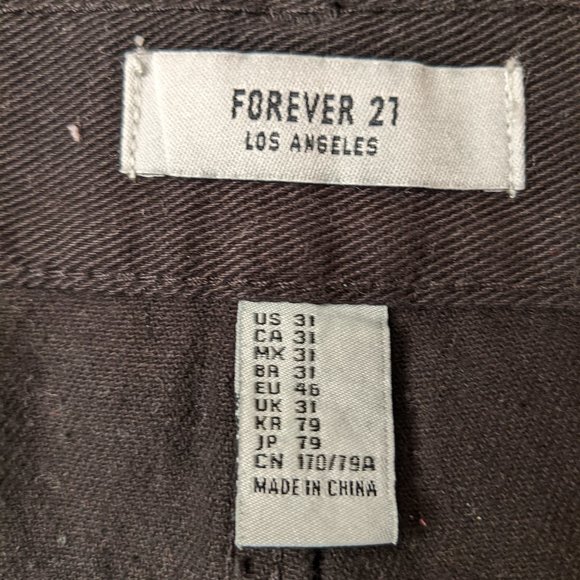 FOREVER 21
LOS ANGELES
US 31
CA 31
MX 31
BR 31
EU 46
UK 31
KR 79
JP 79
CN 170/79A
MADE IN CHINA